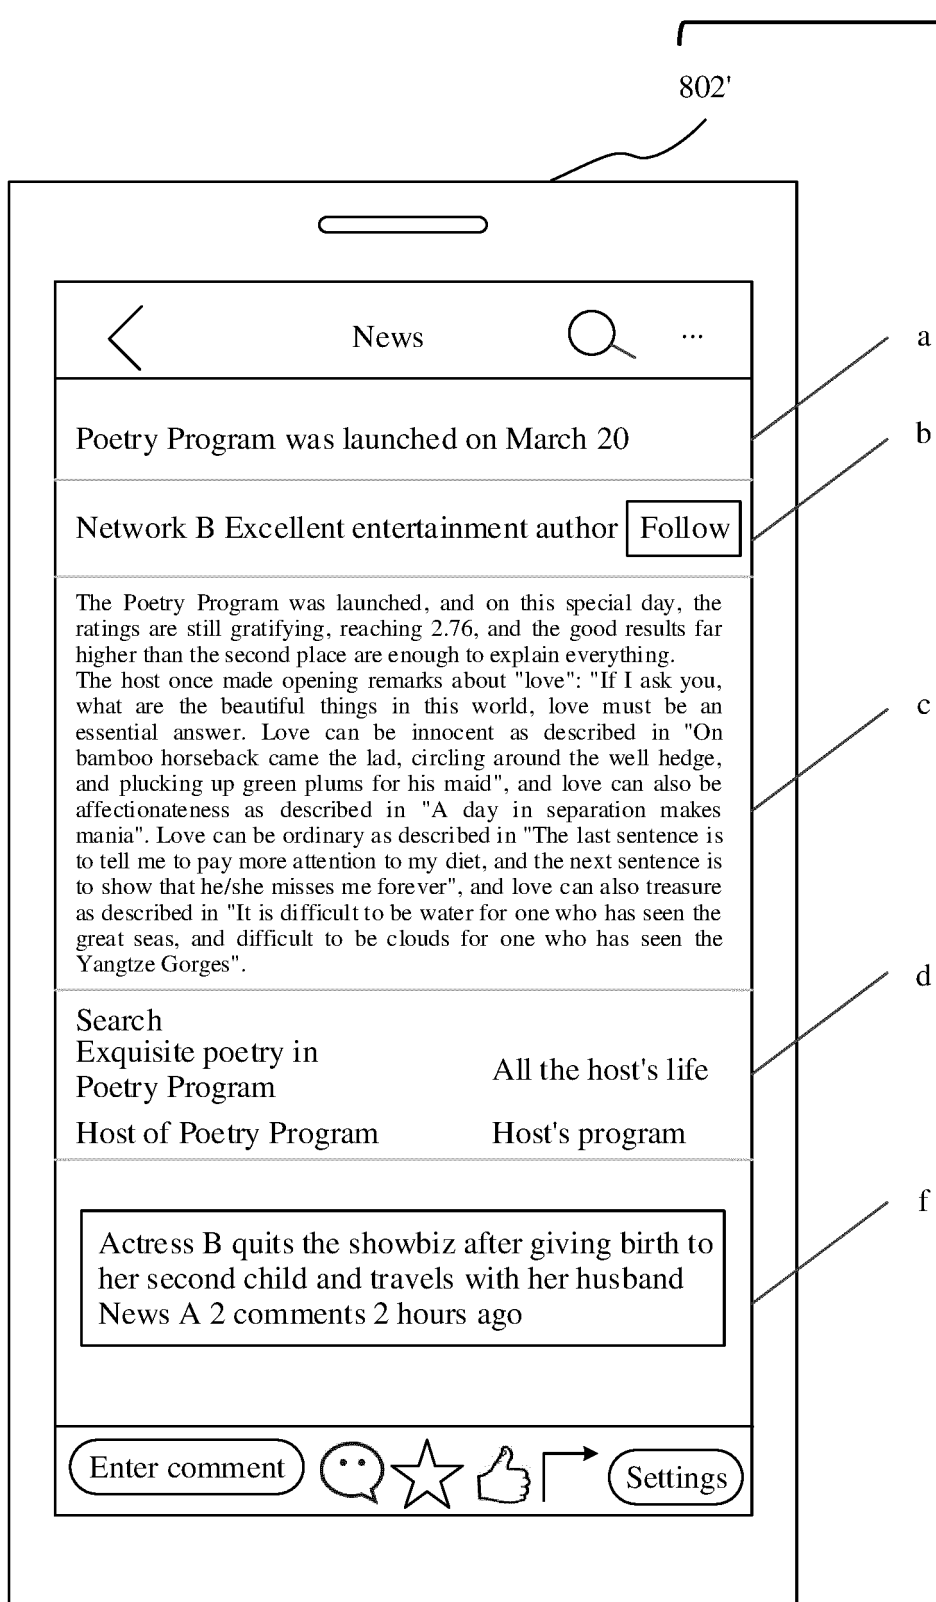 802'
News
...
a
Poetry Program was launched on March 20
b
Network B Excellent entertainment author Follow
The Poetry Program was launched, and on this special day, the
ratings are still gratifying, reaching 2.76, and the good results far
higher than the second place are enough to explain everything.
The host once made opening remarks about "love": "If I ask you,
what are the beautiful things in this world, love must be an
essential answer. Love can be innocent as described in "On
bamboo horseback came the lad, circling around the well hedge,
and plucking up green plums for his maid", and love can also be
affectionateness as described in "A day in separation makes
mania". Love can be ordinary as described in "The last sentence is
to tell me to pay more attention to my diet, and the next sentence is
to show that he/she misses me forever", and love can also treasure
as described in "It is difficult to be water for one who has seen the
great seas, and difficult to be clouds for one who has seen the
Yangtze Gorges".
c
Search
Exquisite poetry in
Poetry Program
All the host's life
Host of Poetry Program
Host's program
d
Actress B quits the showbiz after giving birth to
her second child and travels with her husband
News A 2 comments 2 hours ago
f
Enter comment
Settings